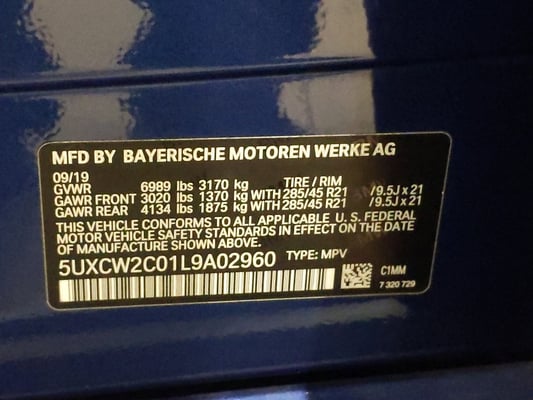 MFD BY BAYERISCHE MOTOREN WERKE AG
09/19
GVWR 6989 lbs 3170 kg TIRE / RIM
GAWR FRONT 3020 lbs 1370 kg WITH 285/45 R21 /9.5J x 21
GAWR REAR 4134 lbs 1875 kg WITH 285/45 R21 /9.5J x 21
THIS VEHICLE CONFORMS TO ALL APPLICABLE U. S. FEDERAL
MOTOR VEHICLE SAFETY STANDARDS IN EFFECT ON THE DATE
OF MANUFACTURE SHOWN ABOVE.
5UXCW2C01L9A02960 TYPE: MPV
C1MM
7 320 729